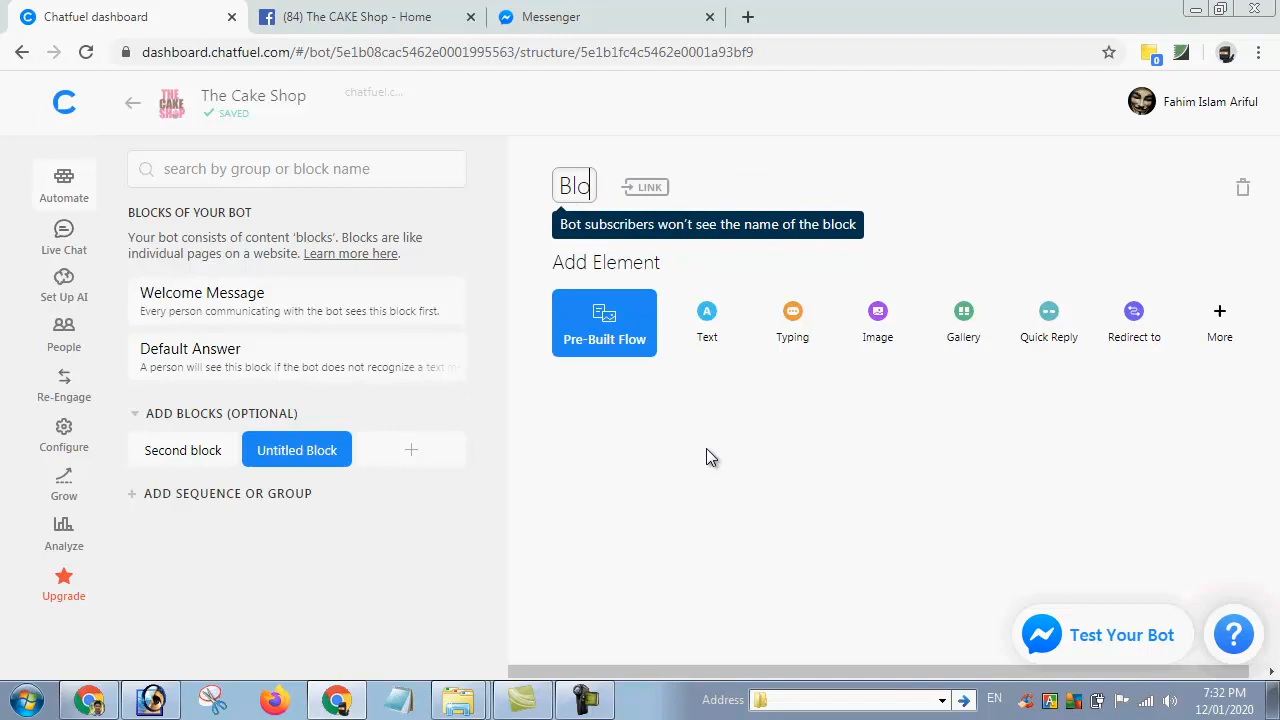 Chatfuel dashboard
(84) The CAKE Shop - Home
Messenger
dashboard.chatfuel.com/#/bot/5e1b08cac5462e0001995563/structure/5e1b1fc4c5462e0001a93bf9
0
THE CAKE SHOP
The Cake Shop
SAVED
chatfuel.c...
Fahim Islam Ariful
search by group or block name
BLOCKS OF YOUR BOT
Your bot consists of content 'blocks'. Blocks are like
individual pages on a website. Learn more here.
Welcome Message
Every person communicating with the bot sees this block first.
Default Answer
A person will see this block if the bot does not recognize a text m
ADD BLOCKS (OPTIONAL)
Second block
Untitled Block
ADD SEQUENCE OR GROUP
Automate
Live Chat
Set Up AI
People
Re-Engage
Configure
Grow
Analyze
Upgrade
Blo
LINK
Bot subscribers won't see the name of the block
Add Element
Pre-Built Flow
A
Text
Typing
Image
Gallery
Quick Reply
Redirect to
More
Test Your Bot
?
Address
EN
7:32 PM
12/01/2020